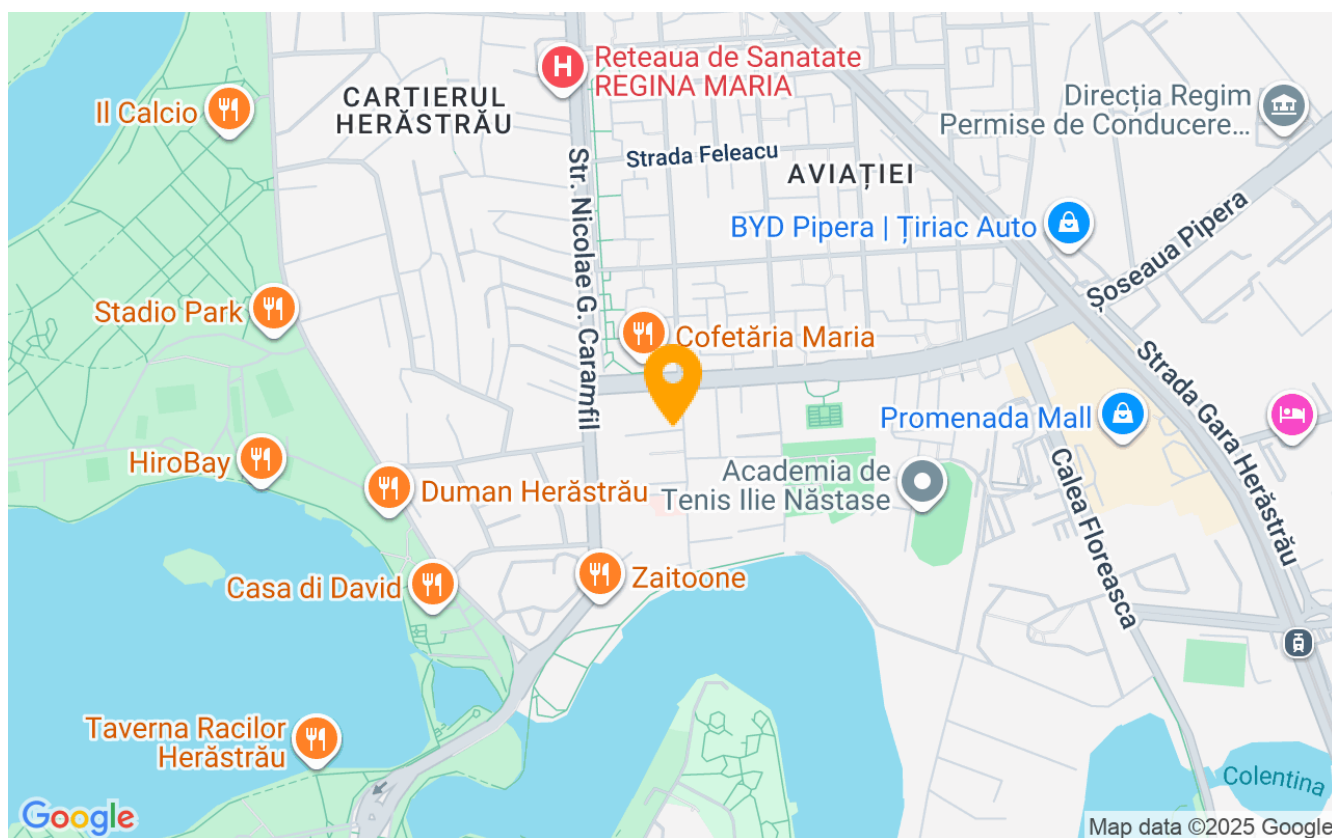 Reteaua de Sanatate
REGINA MARIA
CARTIERUL
HERĂSTRĂU
Il Calcio
Direcția Regim
Permise de Conducere...
Strada Feleacu
AVIAȚIEI
Str. Nicolae G. Caramfil
BYD Pipera | Țiriac Auto
Șoseaua Pipera
Stadio Park
Cofetăria Maria
Strada Gara Herăstrău
Promenada Mall
HiroBay
Duman Herăstrău
Academia de
Tenis Ilie Năstase
Calea Floreasca
Casa di David
Zaitoone
Taverna Racilor
Herăstrău
Colentina
Google
Map data ©2025 Google